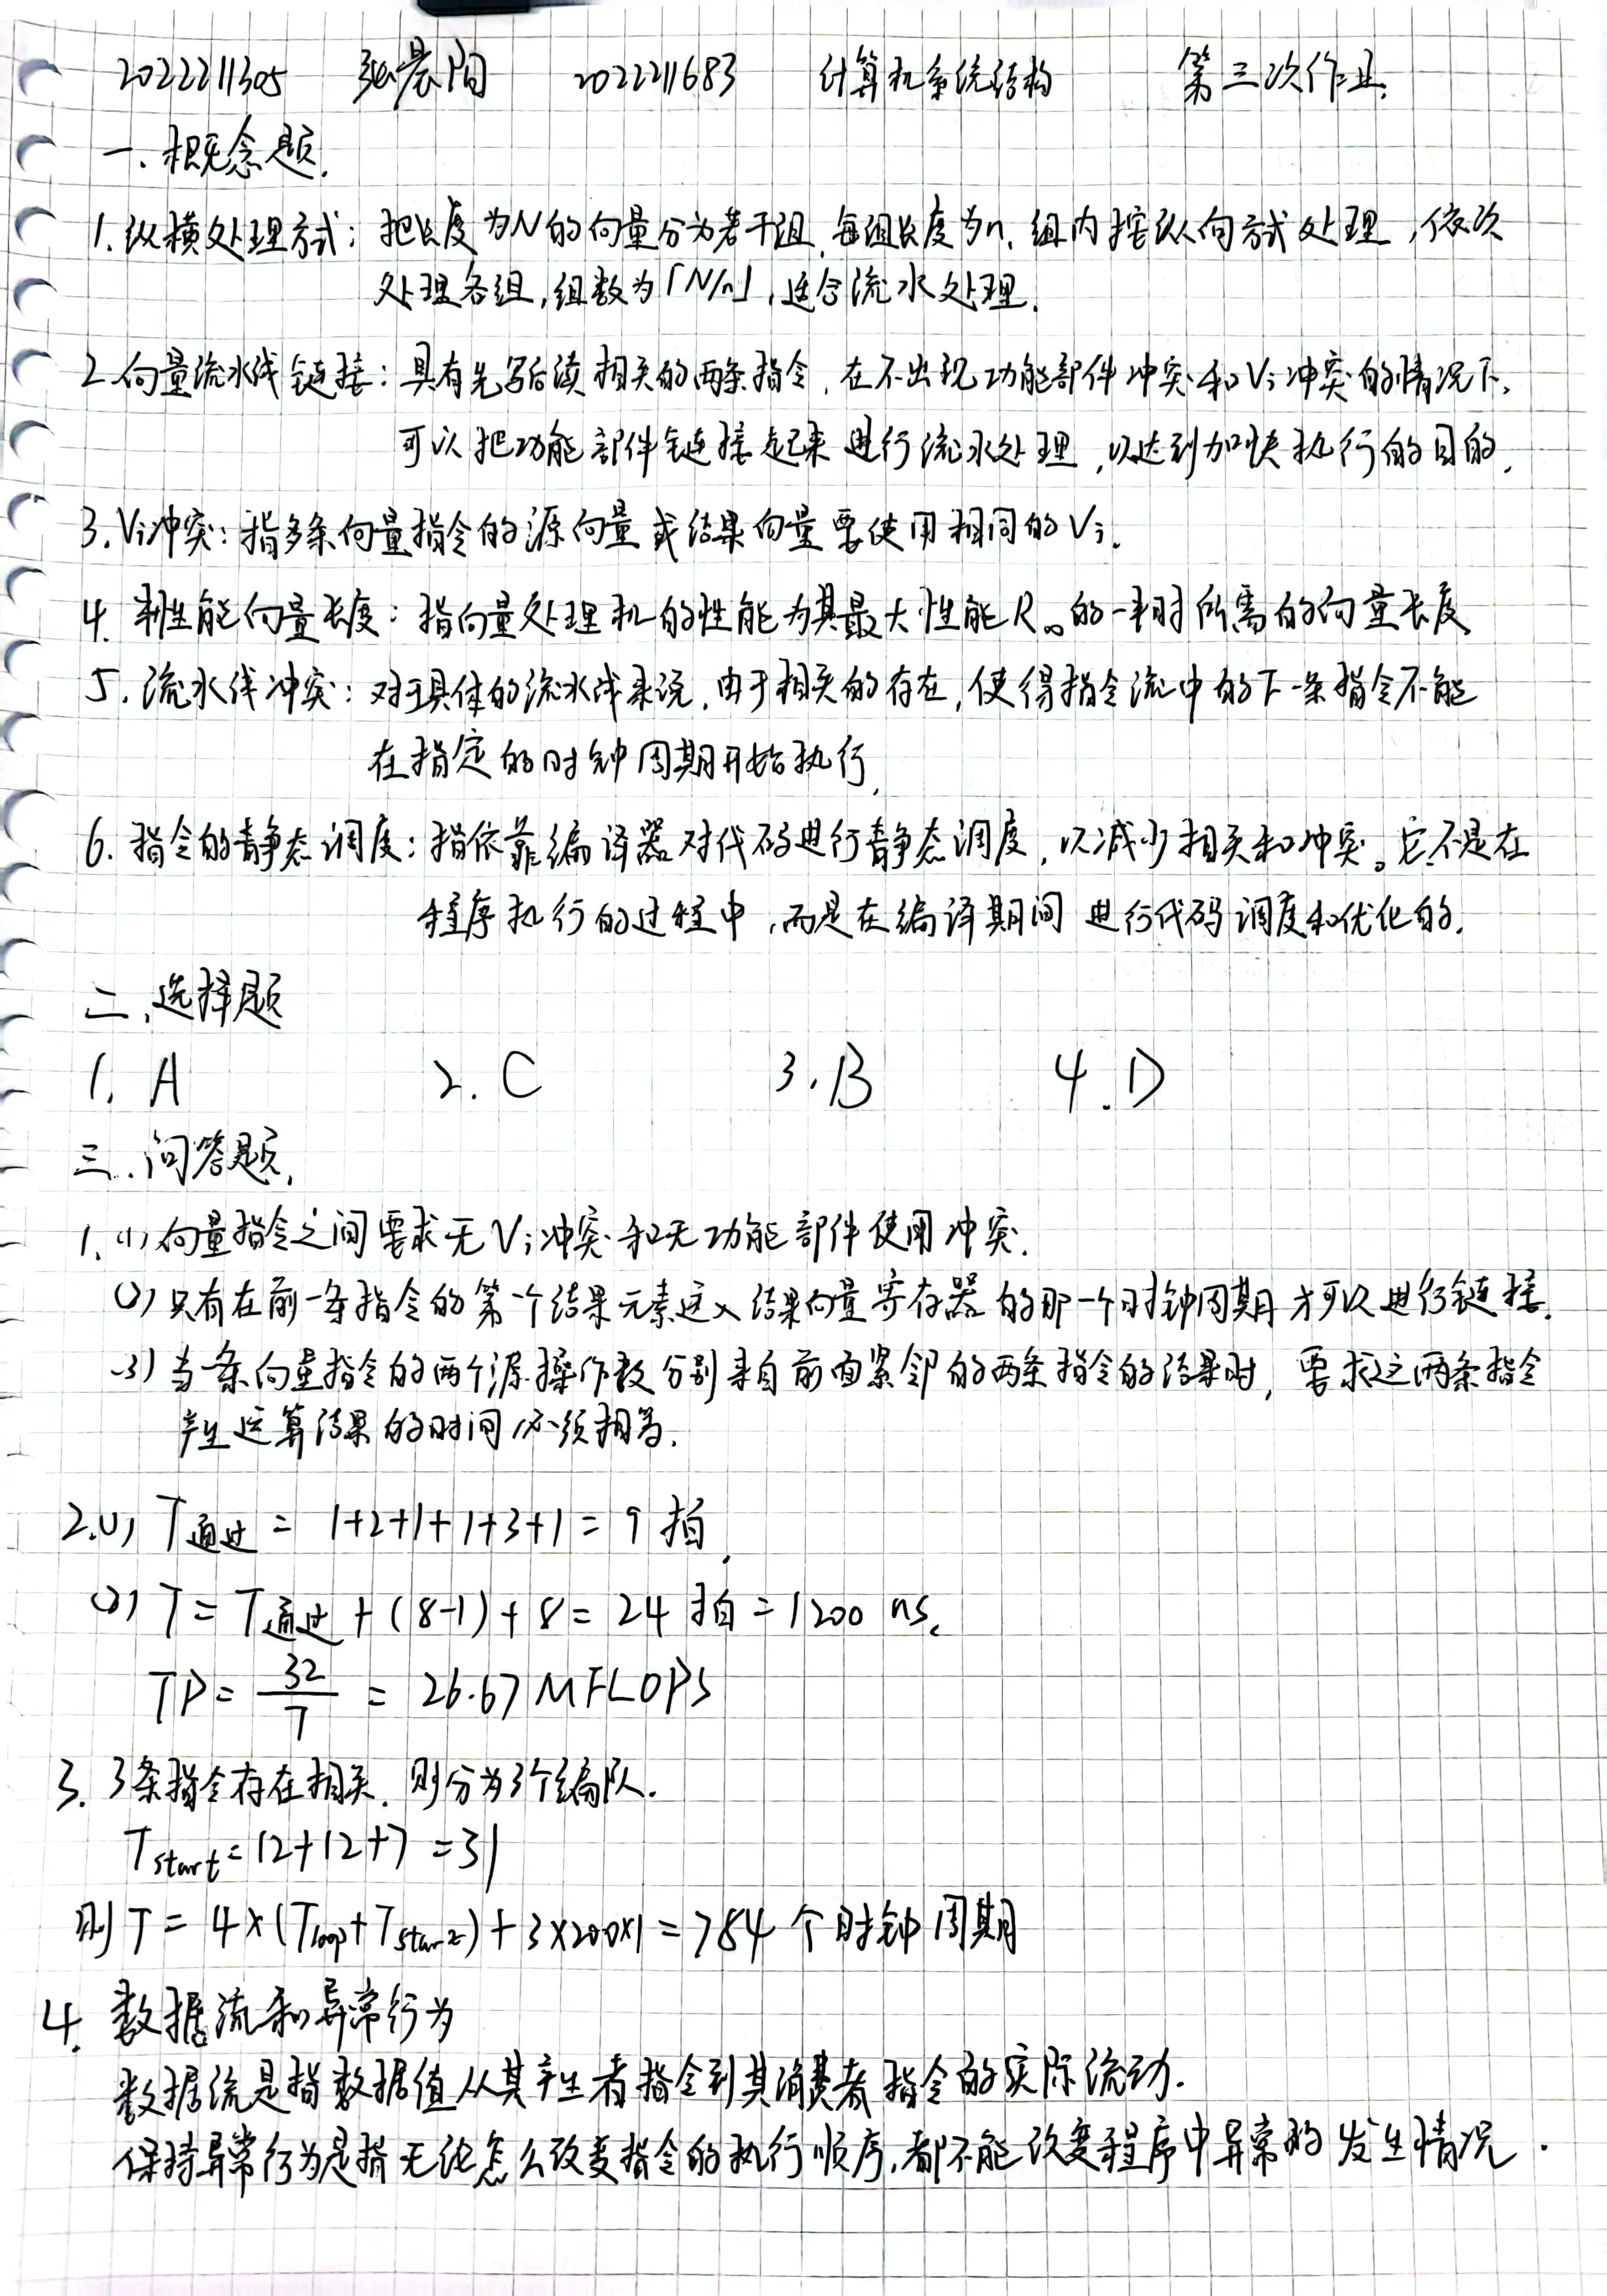 2022211305 张晨阳 2022211683 计算机系统结构 第三次作业.
一、概念题.
1. 纵横处理方式: 把长度为N的向量分为若干组, 每组长度为n, 组内按纵向方式处理, 依次
处理各组, 组数为⌈N/n⌋, 适合流水处理.
2. 向量流水线链接: 具有先写后读相关的两条指令, 在不出现功能部件冲突和Vi冲突的情况下,
可以把功能部件链接起来进行流水处理, 以达到加快执行的目的.
3. Vi冲突: 指多条向量指令的源向量或结果向量要使用相同的Vi.
4. 半性能向量长度: 指向量处理机的性能为其最大性能R∞的一半时所需的向量长度
5. 流水线冲突: 对于具体的流水线来说, 由于相关的存在, 使得指令流中的下一条指令不能
在指定的时钟周期开始执行.
6. 指令的静态调度: 指依靠编译器对代码进行静态调度, 以减少相关和冲突。它不是在
程序执行的过程中, 而是在编译期间进行代码调度和优化的.
二、选择题
1. A 2. C 3. B 4. D
三、问答题.
1. (1) 向量指令之间要求无Vi冲突和无功能部件使用冲突.
(2) 只有在前一条指令的第一个结果元素送入结果向量寄存器的那一个时钟周期才可以进行链接.
(3) 当一条向量指令的两个源操作数分别来自前面紧邻的两条指令的结果时, 要求这两条指令
产生运算结果的时间必须相等.
2. (1) T通过 = 1+2+1+1+3+1 = 9 拍.
(2) T = T通过 + (8-1) + 8 = 24 拍 = 1200 ns.
TP = 32/T = 26.67 MFLOPS
3. 3条指令存在相关, 则分为3个编队.
Tstart = 12+12+7 = 31
则 T = 4×(Tloop+Tstart) + 3×200×1 = 784 个时钟周期
4. 数据流和异常行为
数据流是指数据值从其产生者指令到其消费者指令的实际流动.
保持异常行为是指无论怎么改变指令的执行顺序, 都不能改变程序中异常的发生情况.